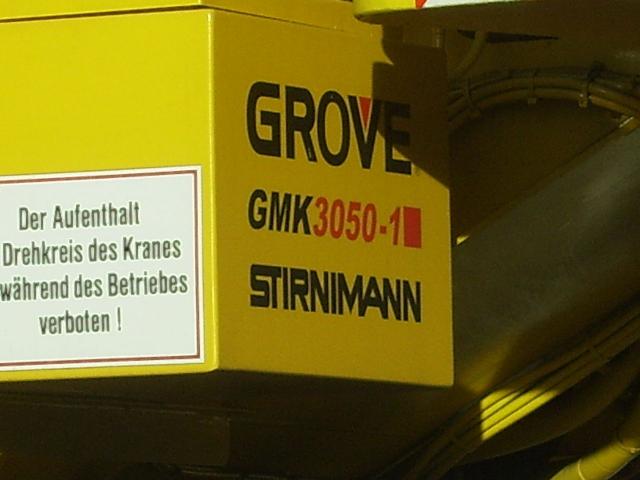 Der Aufenthalt
Drehkreis des Kranes
während des Betriebes
verboten !
GROVE
GMK3050-1
STIRNIMANN